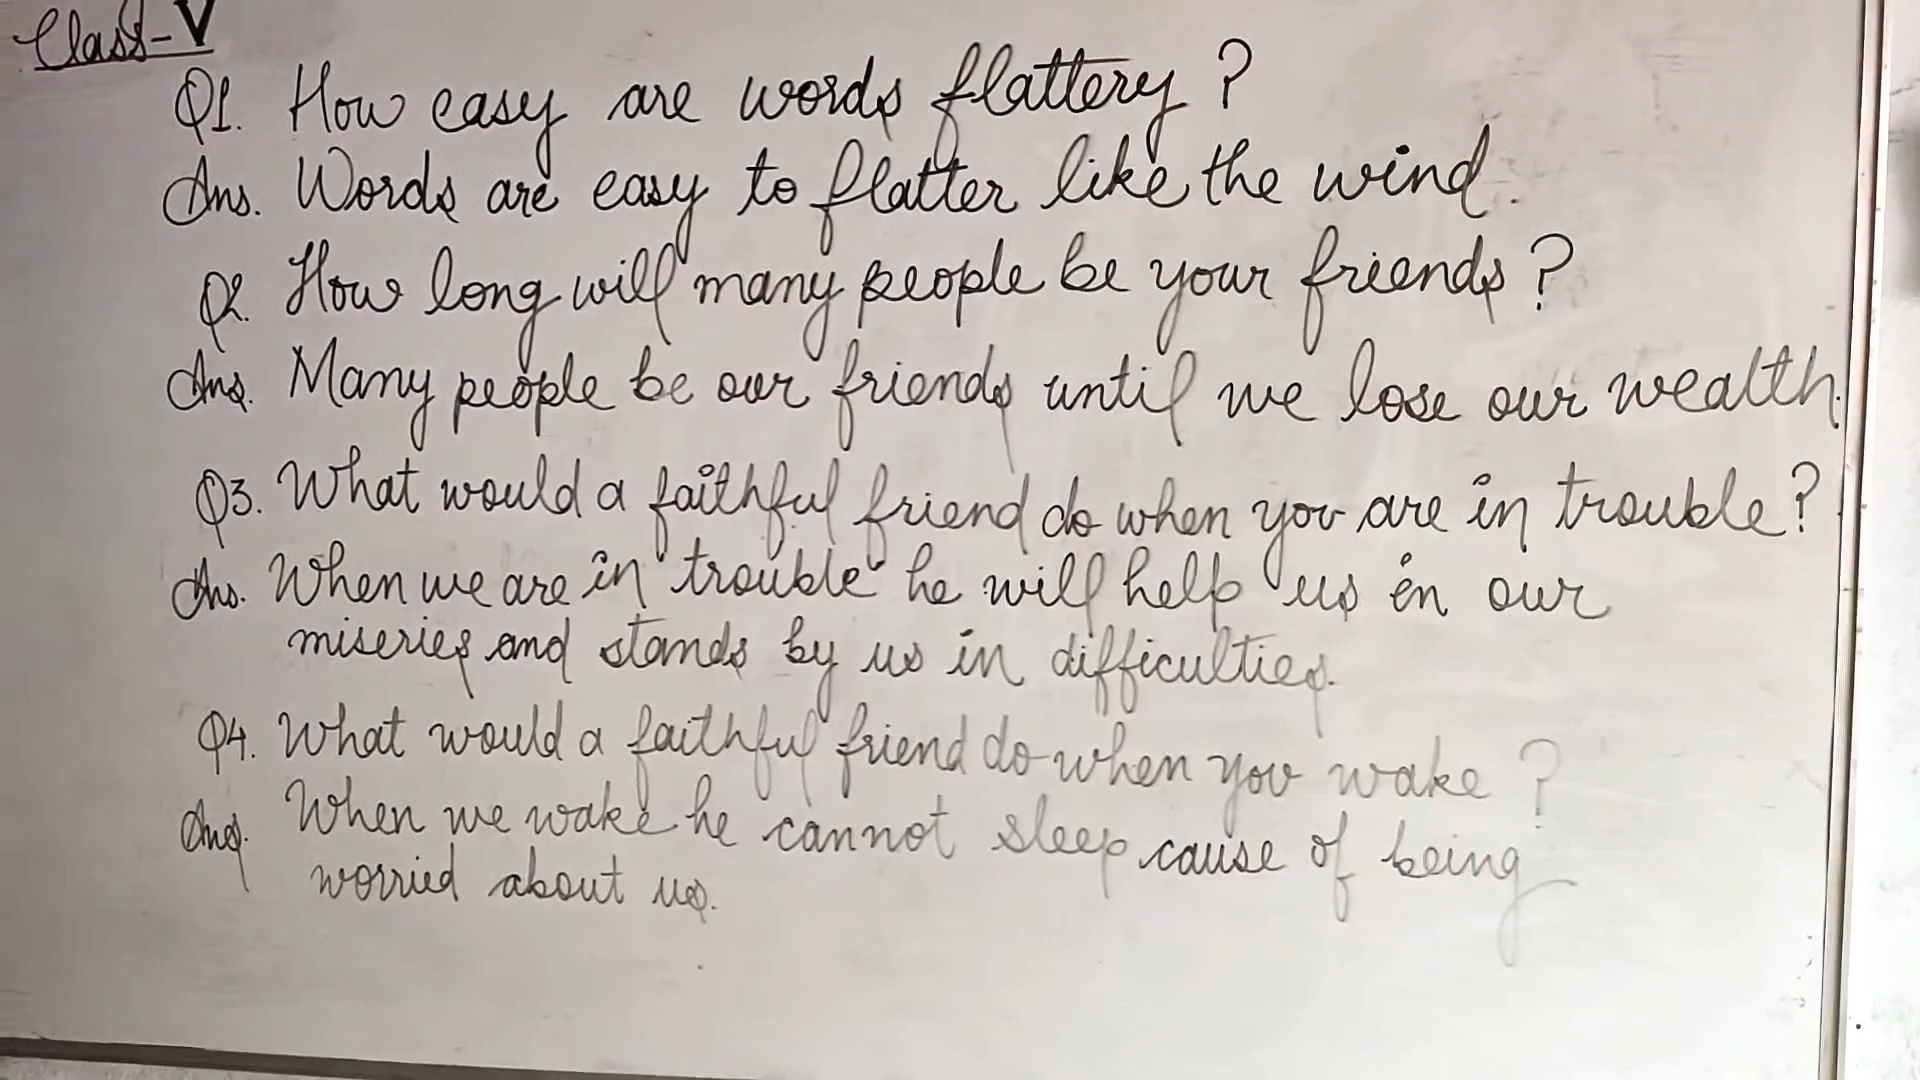 Class-V
Q1. How easy are words flattery?
Ans. Words are easy to flatter like the wind.
Q2. How long will many people be your friends?
Ans. Many people be our friends until we lose our wealth.
Q3. What would a faithful friend do when you are in trouble?
Ans. When we are in trouble he will help us in our
miseries and stands by us in difficulties.
Q4. What would a faithful friend do when you wake?
Ans. When we wake he cannot sleep cause of being
worried about us.